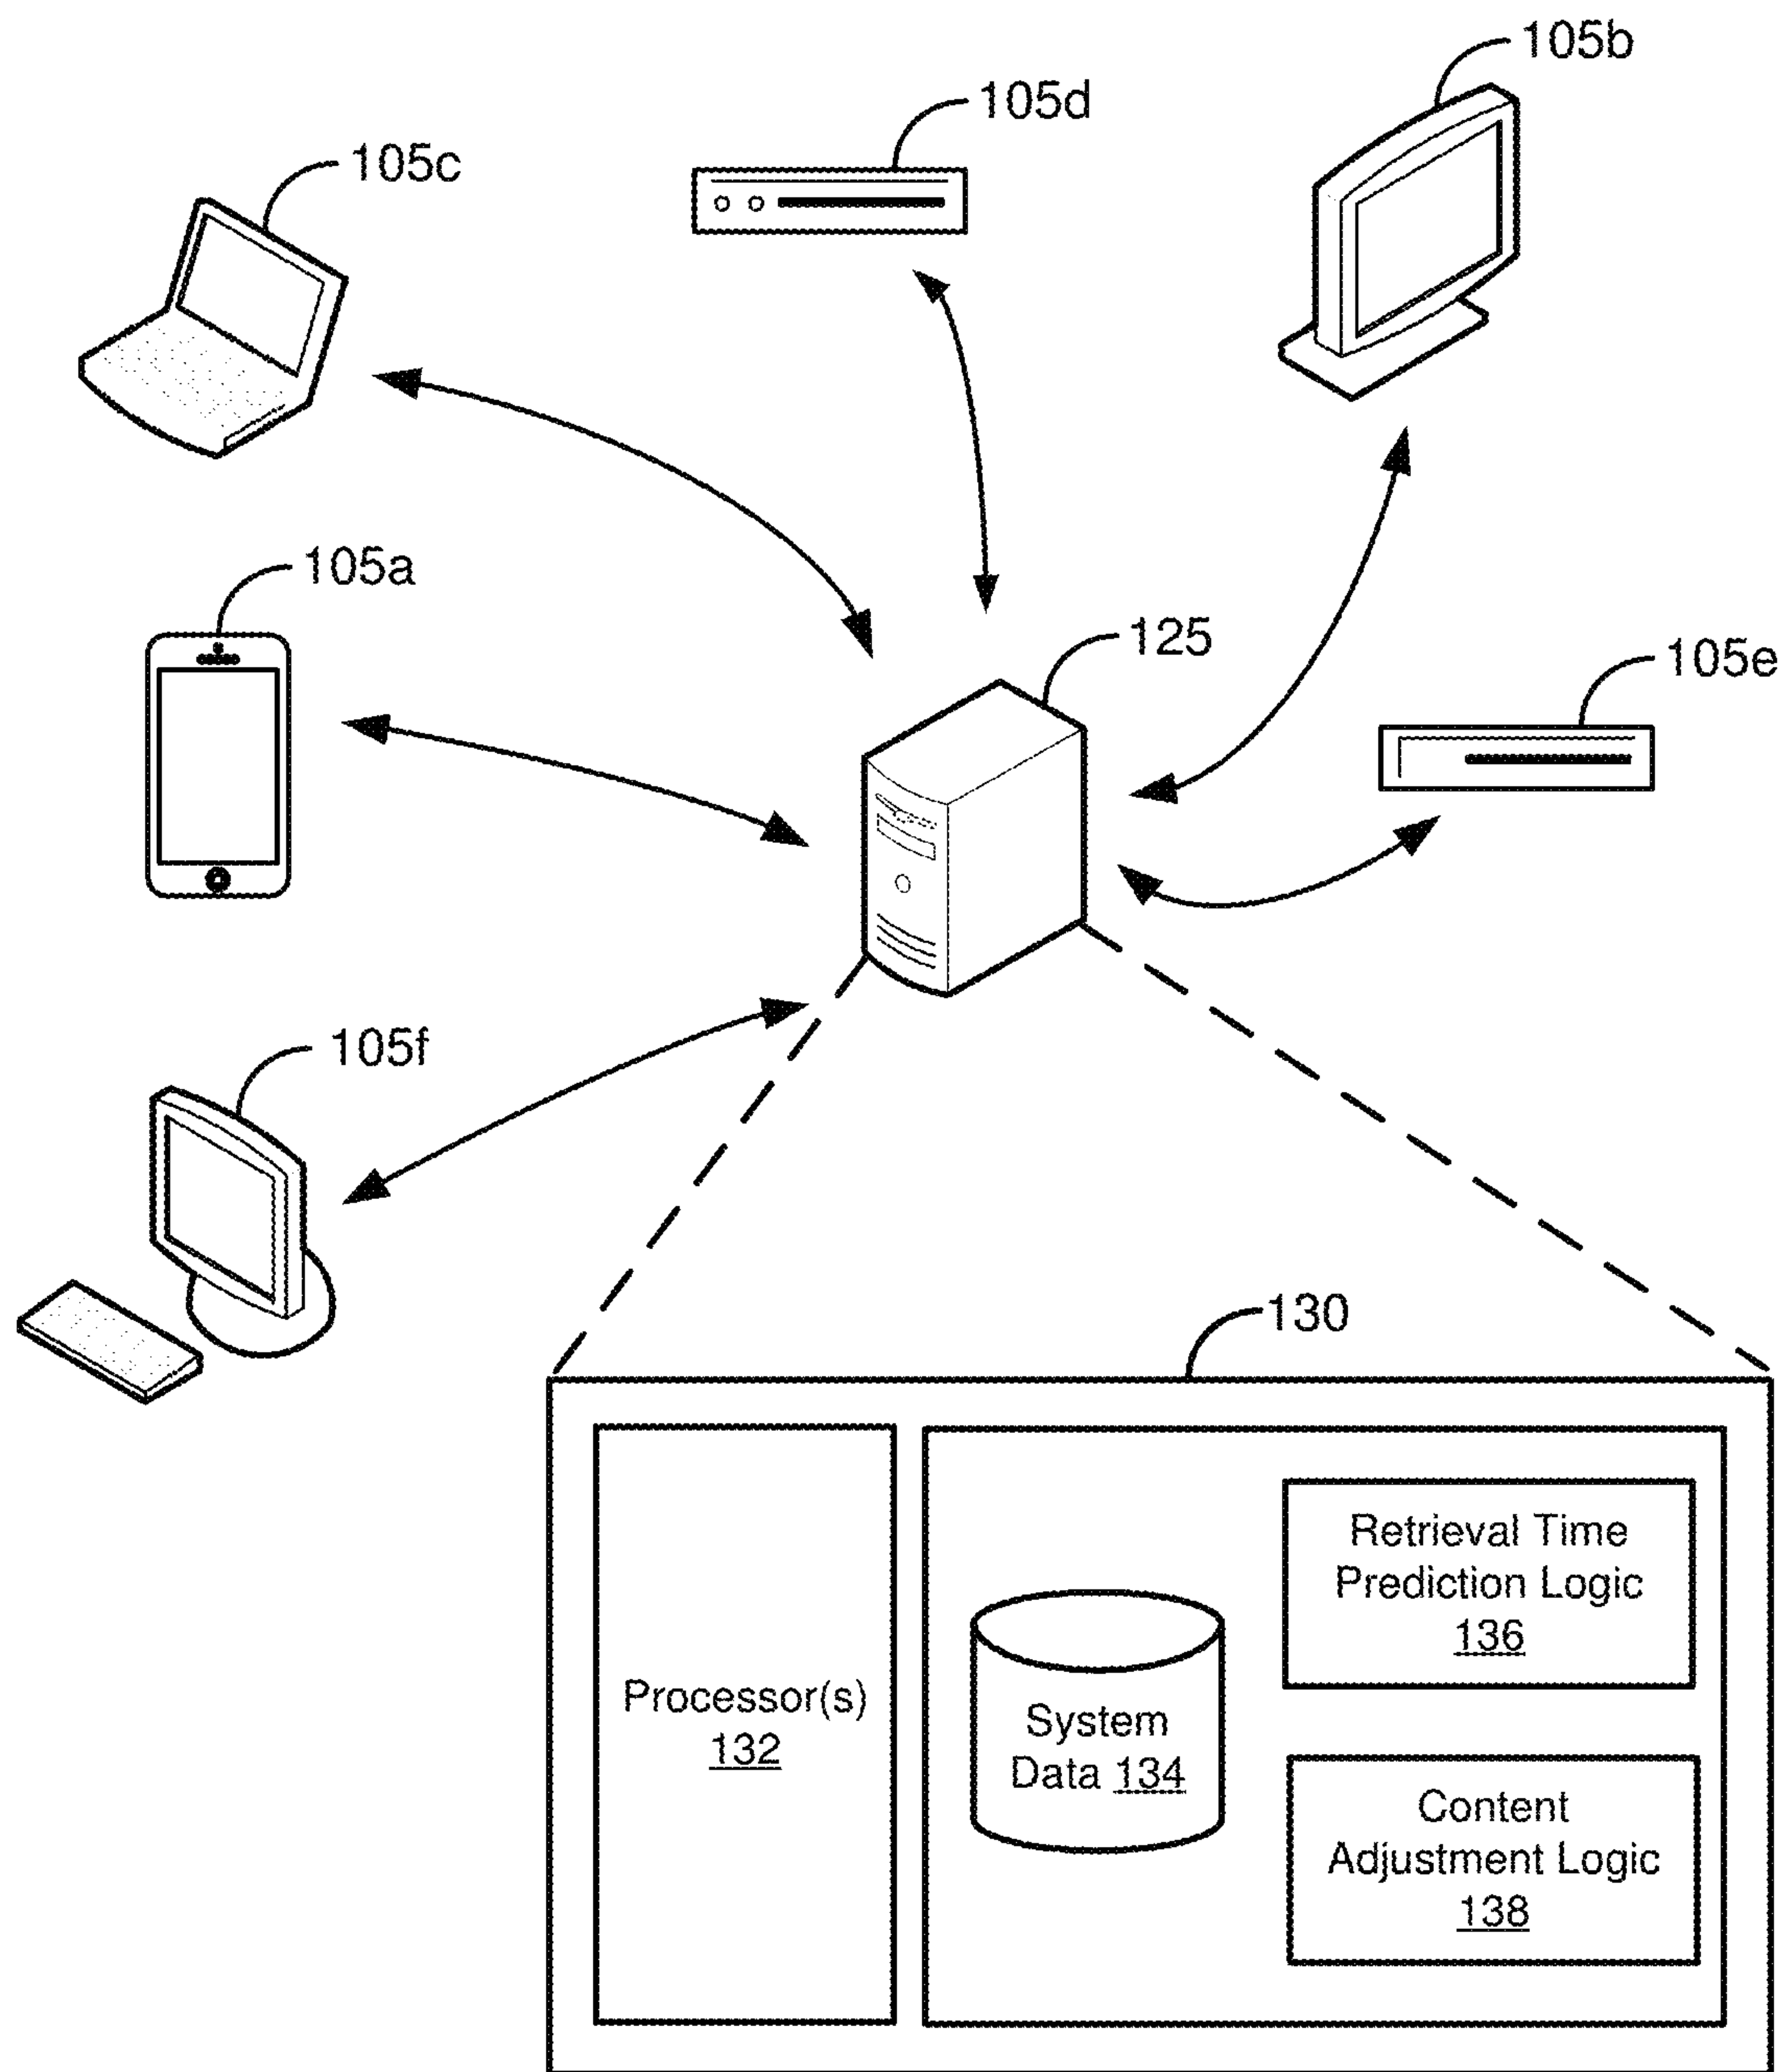 105b
105d
105c
105a
125
105e
105f
130
Retrieval Time
Prediction Logic
136
Processor(s)
132
System
Data 134
Content
Adjustment Logic
138